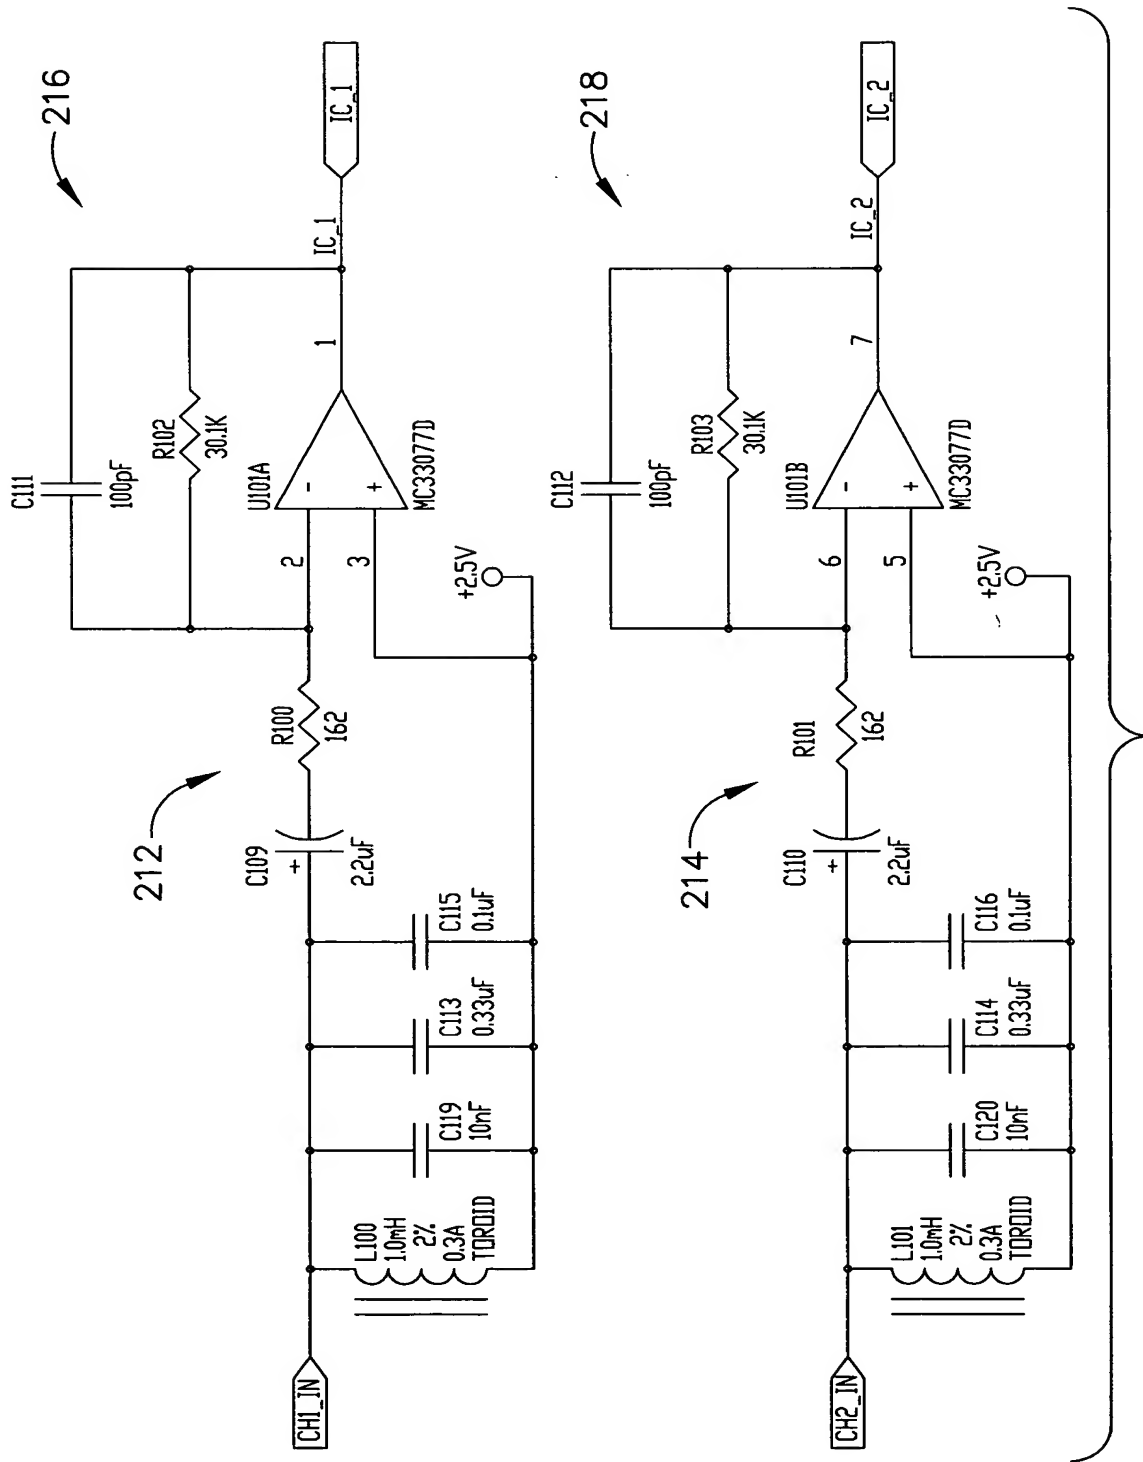 216
C111
100pF
R102
30.1K
IC_1
IC_1
U101A
1
2
-
3
+
MC33077D
+2.5V
212
R100
162
C109
+
2.2uF
C115
0.1uF
C113
0.33uF
C119
10nF
L100
1.0mH
2%
0.3A
TOROID
CH1_IN
218
C112
100pF
R103
30.1K
IC_2
IC_2
U101B
7
6
-
5
+
MC33077D
+2.5V
214
R101
162
C110
+
2.2uF
C116
0.1uF
C114
0.33uF
C120
10nF
L101
1.0mH
2%
0.3A
TOROID
CH2_IN